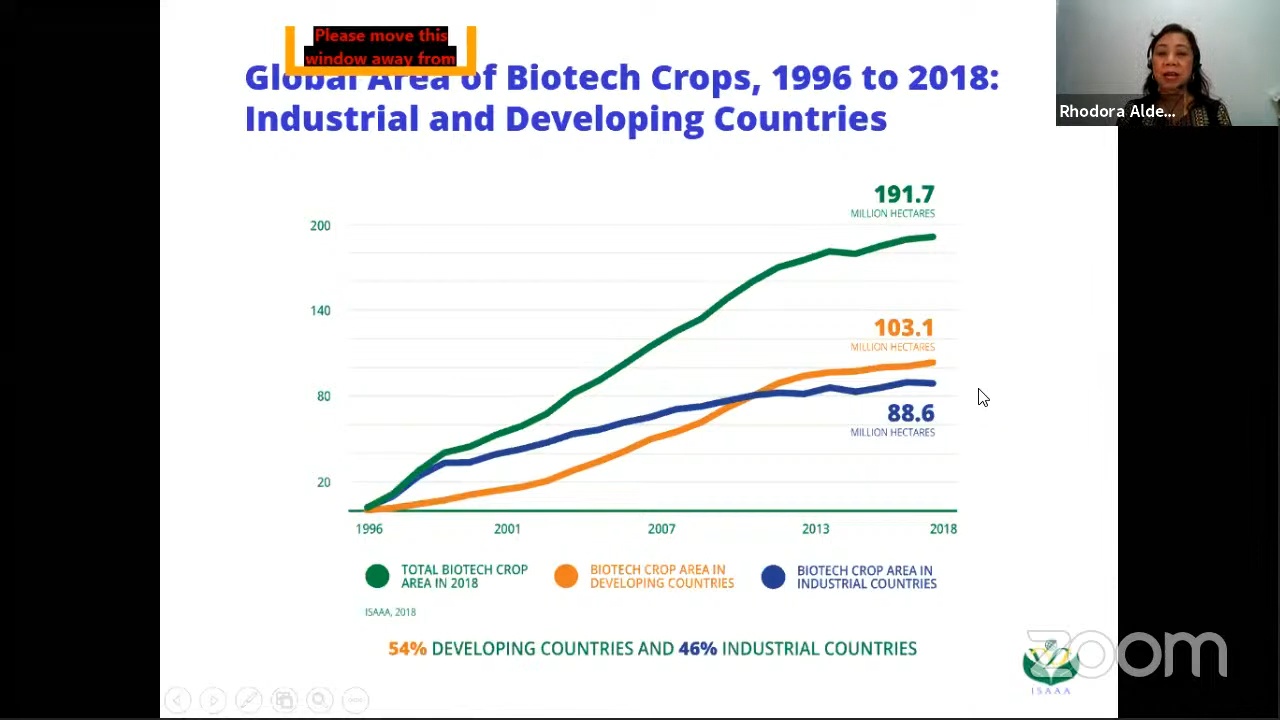 Please move this
window away from
Global Area of Biotech Crops, 1996 to 2018:
Industrial and Developing Countries
Rhodora Alde...
191.7
MILLION HECTARES
200
140
103.1
MILLION HECTARES
80
88.6
MILLION HECTARES
20
1996 2001 2007 2013 2018
TOTAL BIOTECH CROP
AREA IN 2018
BIOTECH CROP AREA IN
DEVELOPING COUNTRIES
BIOTECH CROP AREA IN
INDUSTRIAL COUNTRIES
ISAAA, 2018
54% DEVELOPING COUNTRIES AND 46% INDUSTRIAL COUNTRIES
zoom
ISAAA